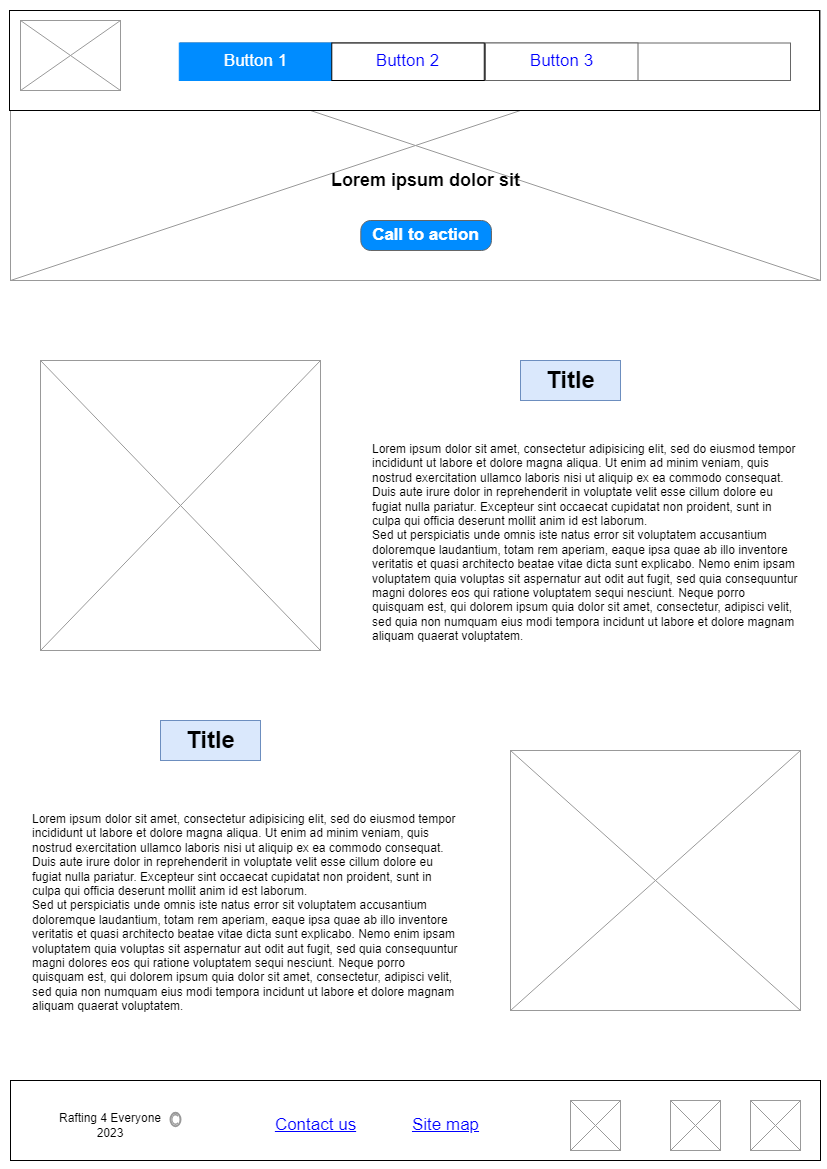 Button 1 Button 2 Button 3
Lorem ipsum dolor sit
Call to action
Title
Lorem ipsum dolor sit amet, consectetur adipisicing elit, sed do eiusmod tempor
incididunt ut labore et dolore magna aliqua. Ut enim ad minim veniam, quis
nostrud exercitation ullamco laboris nisi ut aliquip ex ea commodo consequat.
Duis aute irure dolor in reprehenderit in voluptate velit esse cillum dolore eu
fugiat nulla pariatur. Excepteur sint occaecat cupidatat non proident, sunt in
culpa qui officia deserunt mollit anim id est laborum.
Sed ut perspiciatis unde omnis iste natus error sit voluptatem accusantium
doloremque laudantium, totam rem aperiam, eaque ipsa quae ab illo inventore
veritatis et quasi architecto beatae vitae dicta sunt explicabo. Nemo enim ipsam
voluptatem quia voluptas sit aspernatur aut odit aut fugit, sed quia consequuntur
magni dolores eos qui ratione voluptatem sequi nesciunt. Neque porro
quisquam est, qui dolorem ipsum quia dolor sit amet, consectetur, adipisci velit,
sed quia non numquam eius modi tempora incidunt ut labore et dolore magnam
aliquam quaerat voluptatem.
Title
Lorem ipsum dolor sit amet, consectetur adipisicing elit, sed do eiusmod tempor
incididunt ut labore et dolore magna aliqua. Ut enim ad minim veniam, quis
nostrud exercitation ullamco laboris nisi ut aliquip ex ea commodo consequat.
Duis aute irure dolor in reprehenderit in voluptate velit esse cillum dolore eu
fugiat nulla pariatur. Excepteur sint occaecat cupidatat non proident, sunt in
culpa qui officia deserunt mollit anim id est laborum.
Sed ut perspiciatis unde omnis iste natus error sit voluptatem accusantium
doloremque laudantium, totam rem aperiam, eaque ipsa quae ab illo inventore
veritatis et quasi architecto beatae vitae dicta sunt explicabo. Nemo enim ipsam
voluptatem quia voluptas sit aspernatur aut odit aut fugit, sed quia consequuntur
magni dolores eos qui ratione voluptatem sequi nesciunt. Neque porro
quisquam est, qui dolorem ipsum quia dolor sit amet, consectetur, adipisci velit,
sed quia non numquam eius modi tempora incidunt ut labore et dolore magnam
aliquam quaerat voluptatem.
Rafting 4 Everyone
2023
Contact us
Site map